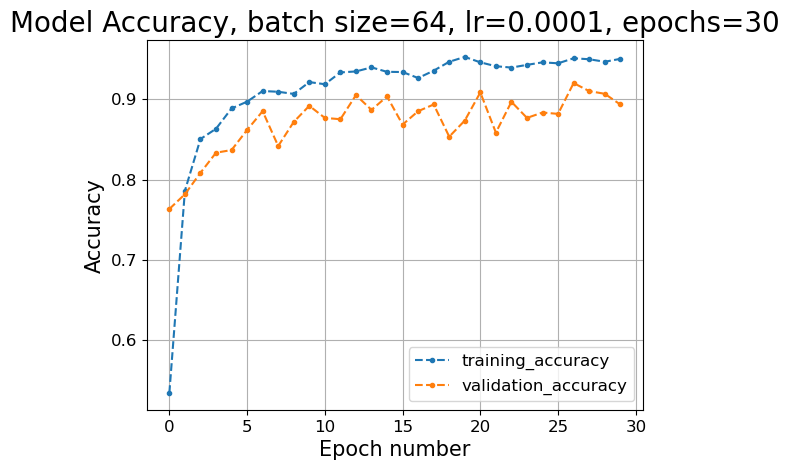 Model Accuracy, batch size=64, lr=0.0001, epochs=30
Accuracy
0.9
0.8
0.7
0.6
training_accuracy
validation_accuracy
0 5 10 15 20 25 30
Epoch number